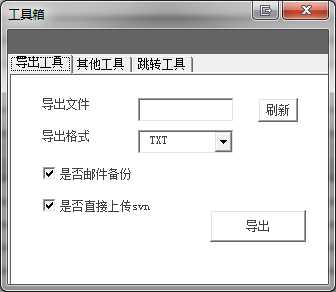 工具箱
导出工具 其他工具 跳转工具
导出文件 刷新
导出格式 TXT
是否邮件备份
是否直接上传svn
导出